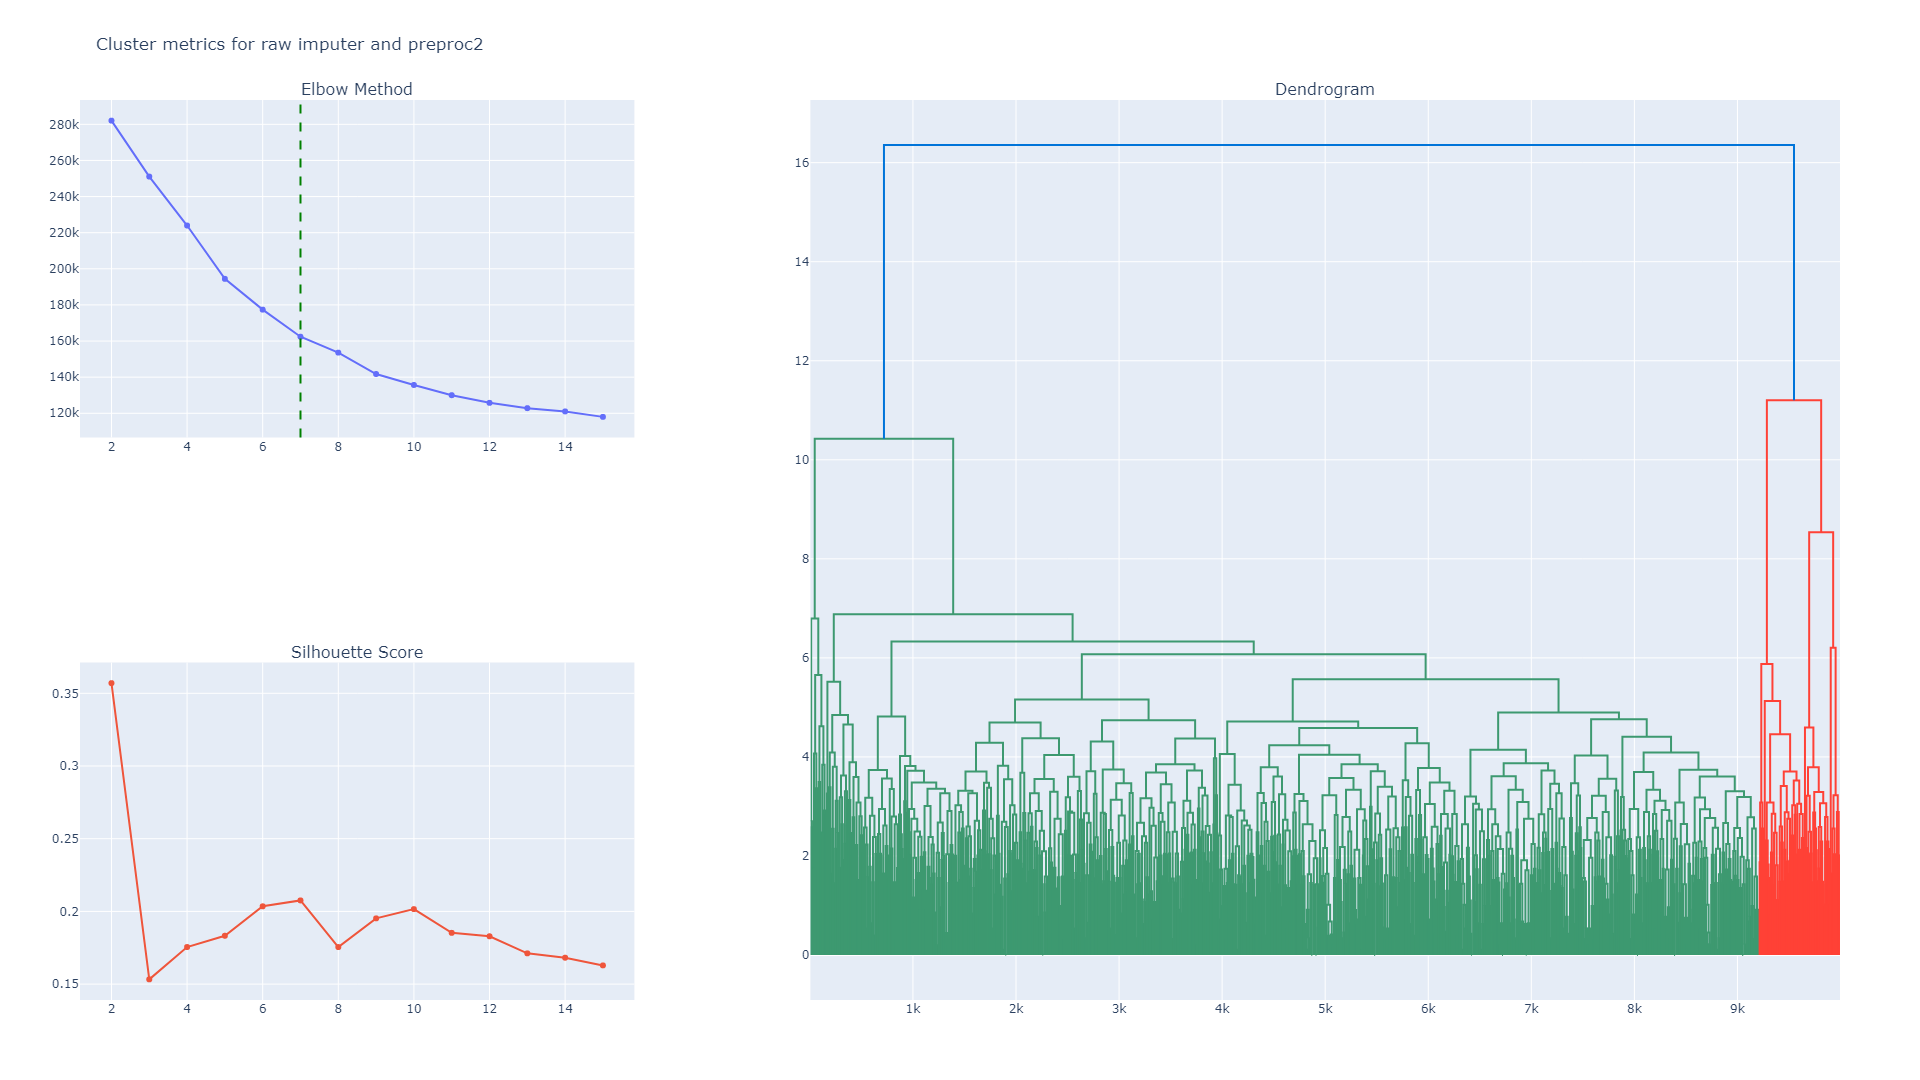 Cluster metrics for raw imputer and preproc2
Elbow Method
280k
260k
240k
220k
200k
180k
160k
140k
120k
2 4 6 8 10 12 14
Silhouette Score
0.35
0.3
0.25
0.2
0.15
2 4 6 8 10 12 14
Dendrogram
16
14
12
10
8
6
4
2
0
1k 2k 3k 4k 5k 6k 7k 8k 9k